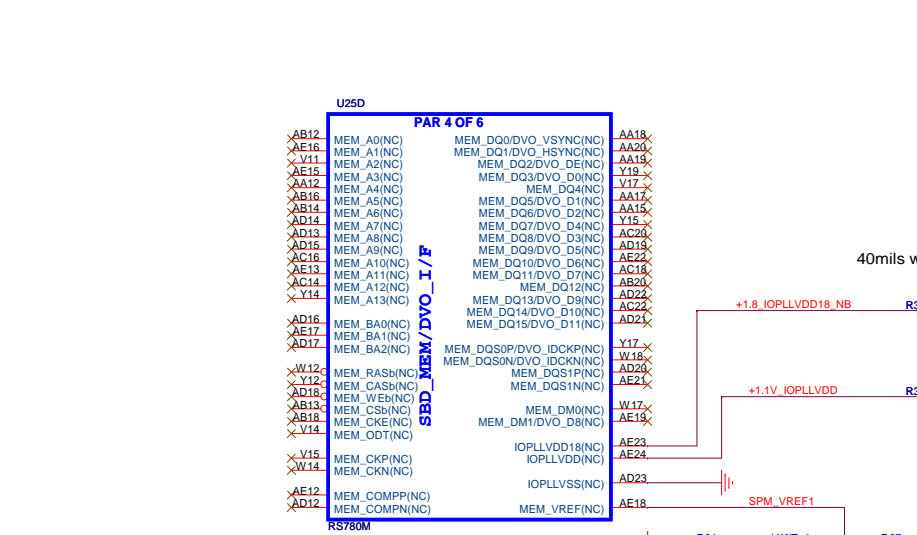 U25D
PAR 4 OF 6
AB12 MEM_A0(NC) MEM_DQ0/DVO_VSYNC(NC) AA18
AE16 MEM_A1(NC) MEM_DQ1/DVO_HSYNC(NC) AA20
V11 MEM_A2(NC) MEM_DQ2/DVO_DE(NC) AA19
AE15 MEM_A3(NC) MEM_DQ3/DVO_D0(NC) Y19
AA12 MEM_A4(NC) MEM_DQ4(NC) V17
AB16 MEM_A5(NC) MEM_DQ5/DVO_D1(NC) AA17
AB14 MEM_A6(NC) MEM_DQ6/DVO_D2(NC) AA15
AD14 MEM_A7(NC) MEM_DQ7/DVO_D4(NC) Y15
AD13 MEM_A8(NC) MEM_DQ8/DVO_D3(NC) AC20
AD15 MEM_A9(NC) MEM_DQ9/DVO_D5(NC) AD19
AC16 MEM_A10(NC) MEM_DQ10/DVO_D6(NC) AE22
AE13 MEM_A11(NC) MEM_DQ11/DVO_D7(NC) AC18
AC14 MEM_A12(NC) MEM_DQ12(NC) AB20
Y14 MEM_A13(NC) MEM_DQ13/DVO_D9(NC) AD22
MEM_DQ14/DVO_D10(NC) AC22
AD16 MEM_BA0(NC) MEM_DQ15/DVO_D11(NC) AD21
AE17 MEM_BA1(NC)
AD17 MEM_BA2(NC) MEM_DQS0P/DVO_IDCKP(NC) Y17
MEM_DQS0N/DVO_IDCKN(NC) W18
W12 MEM_RASb(NC) MEM_DQS1P(NC) AD20
Y12 MEM_CASb(NC) MEM_DQS1N(NC) AE21
AD18 MEM_WEb(NC)
AB13 MEM_CSb(NC) MEM_DM0(NC) W17
AB18 MEM_CKE(NC) MEM_DM1/DVO_D8(NC) AE19
V14 MEM_ODT(NC)
IOPLLVDD18(NC) AE23
V15 MEM_CKP(NC) IOPLLVDD(NC) AE24
W14 MEM_CKN(NC)
IOPLLVSS(NC) AD23
AE12 MEM_COMPP(NC)
AD12 MEM_COMPN(NC) MEM_VREF(NC) AE18
SBD_MEM/DVO_I/F
RS780M
40mils w
+1.8_IOPLLVDD18_NB R3
+1.1V_IOPLLVDD R3
SPM_VREF1